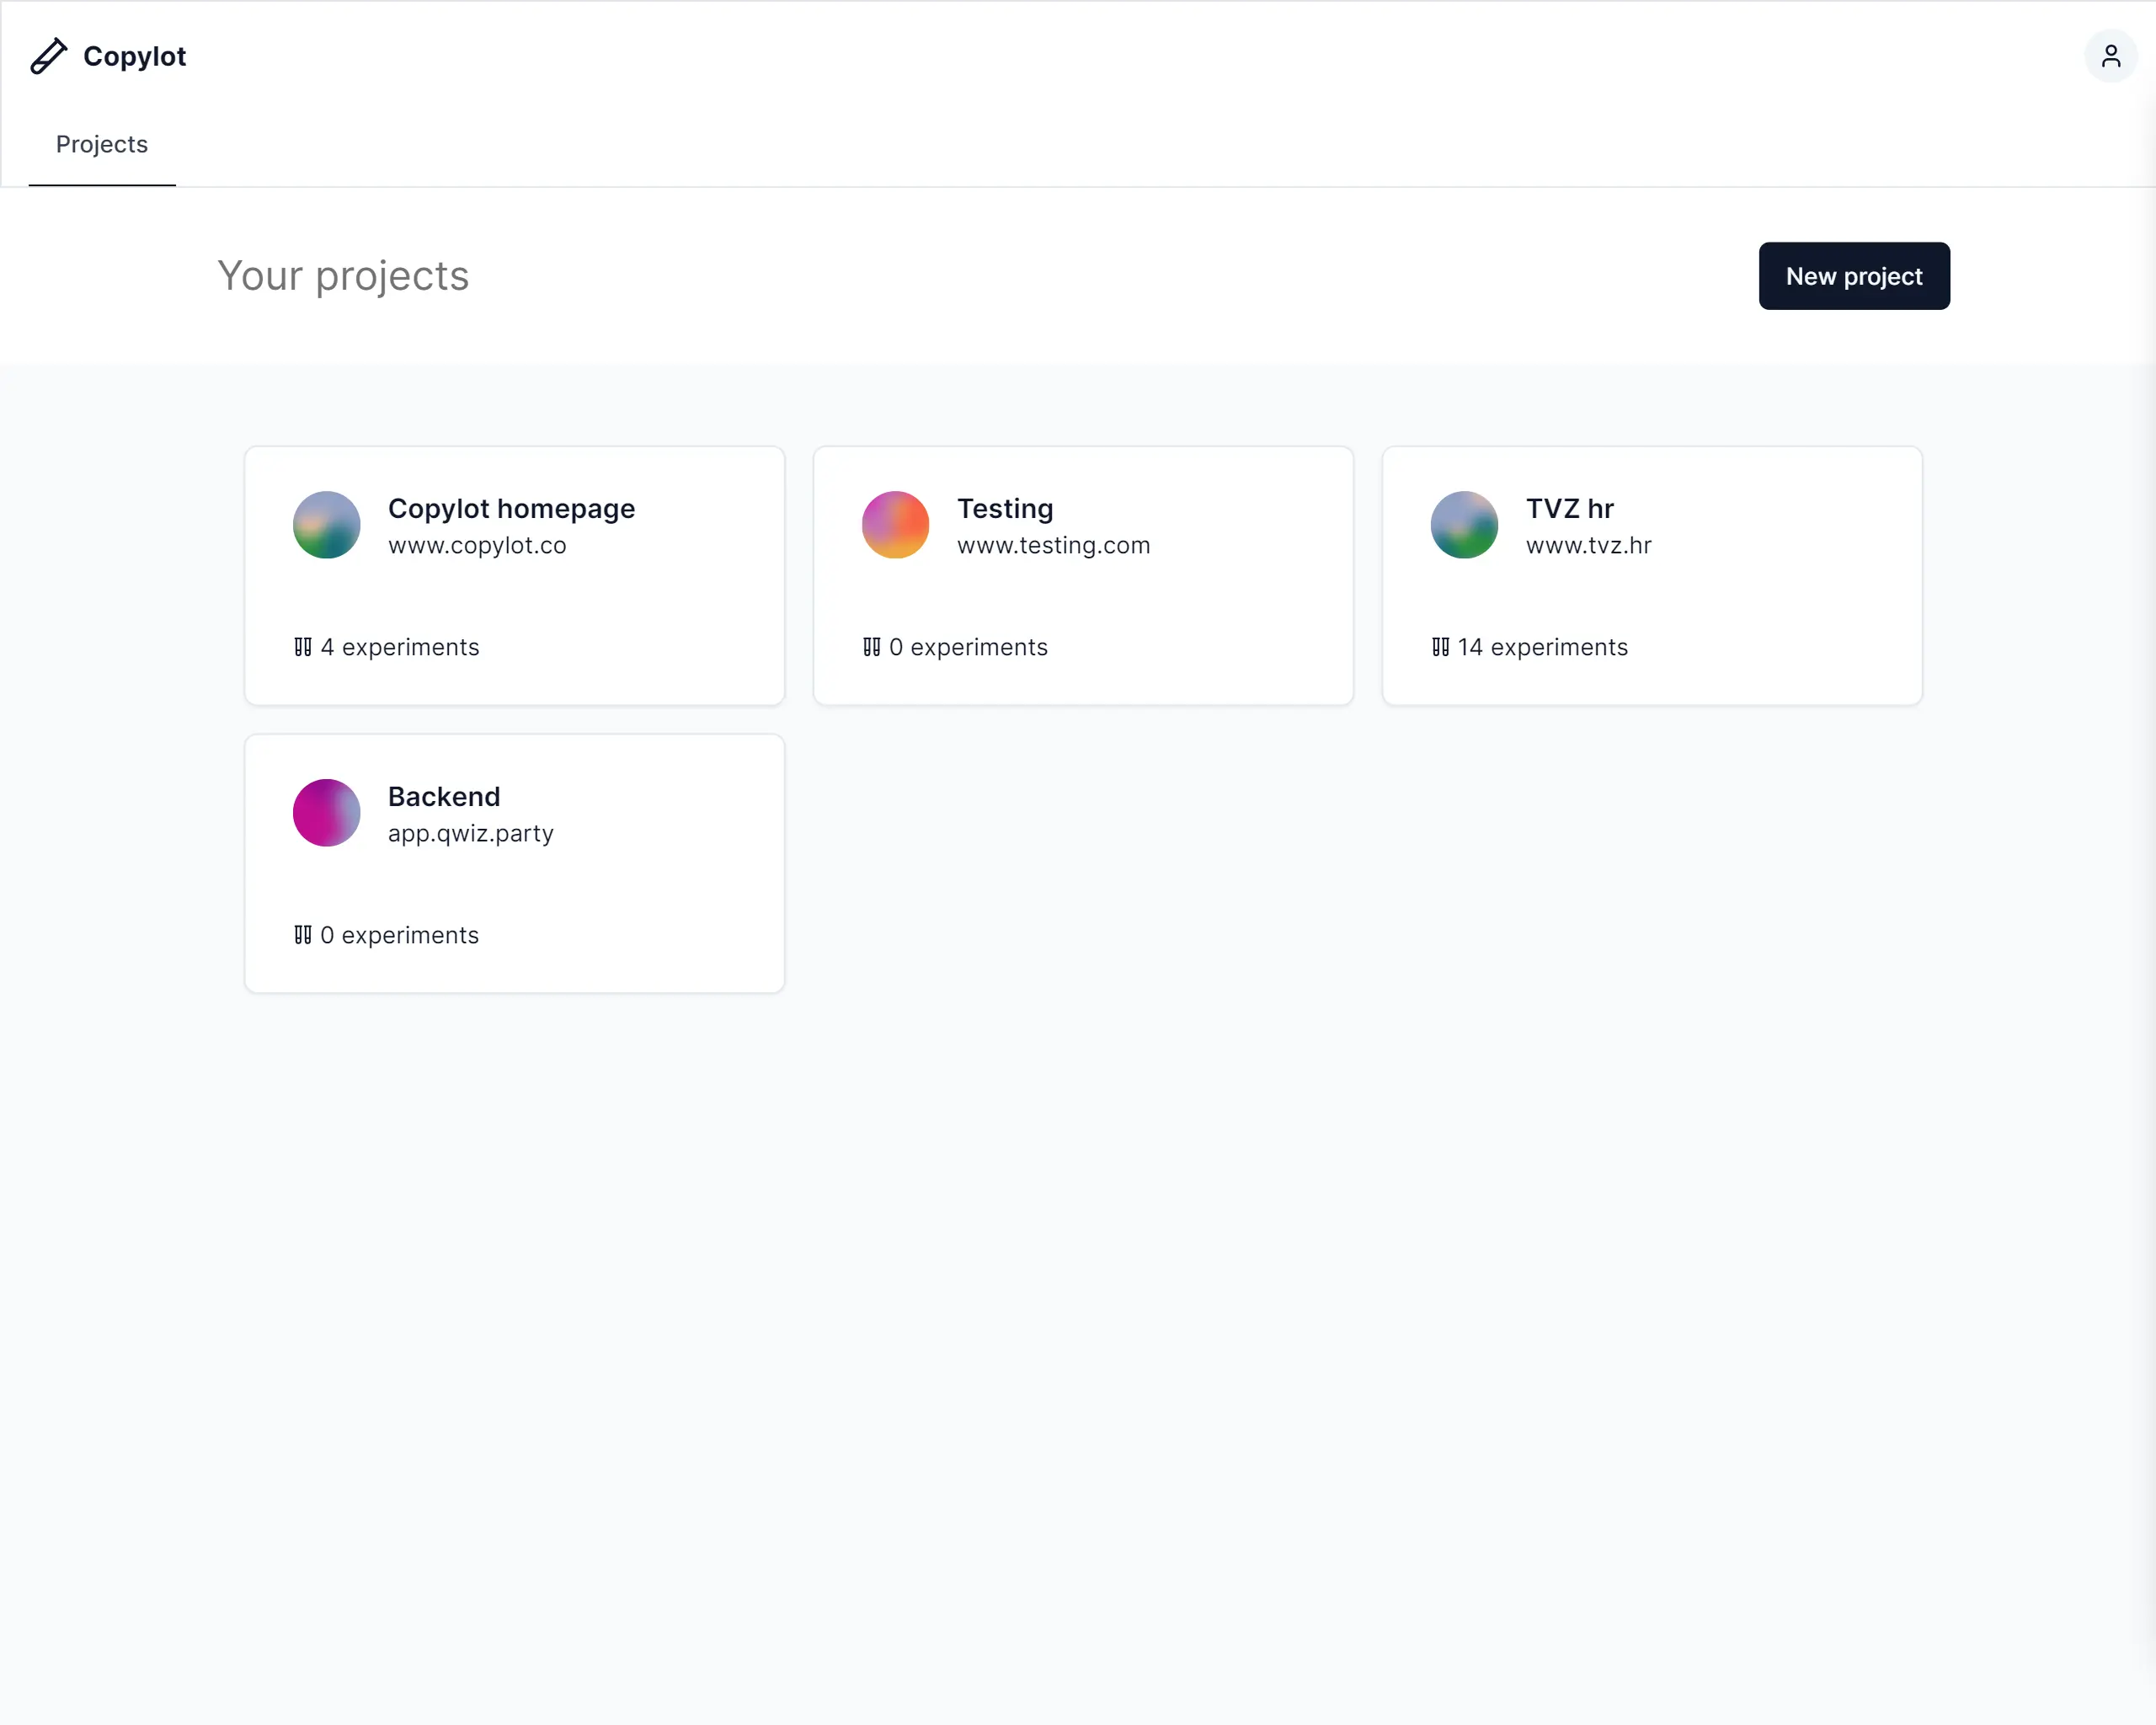 Copylot
Projects
Your projects
New project
Copylot homepage
www.copylot.co
4 experiments
Testing
www.testing.com
0 experiments
TVZ hr
www.tvz.hr
14 experiments
Backend
app.qwiz.party
0 experiments